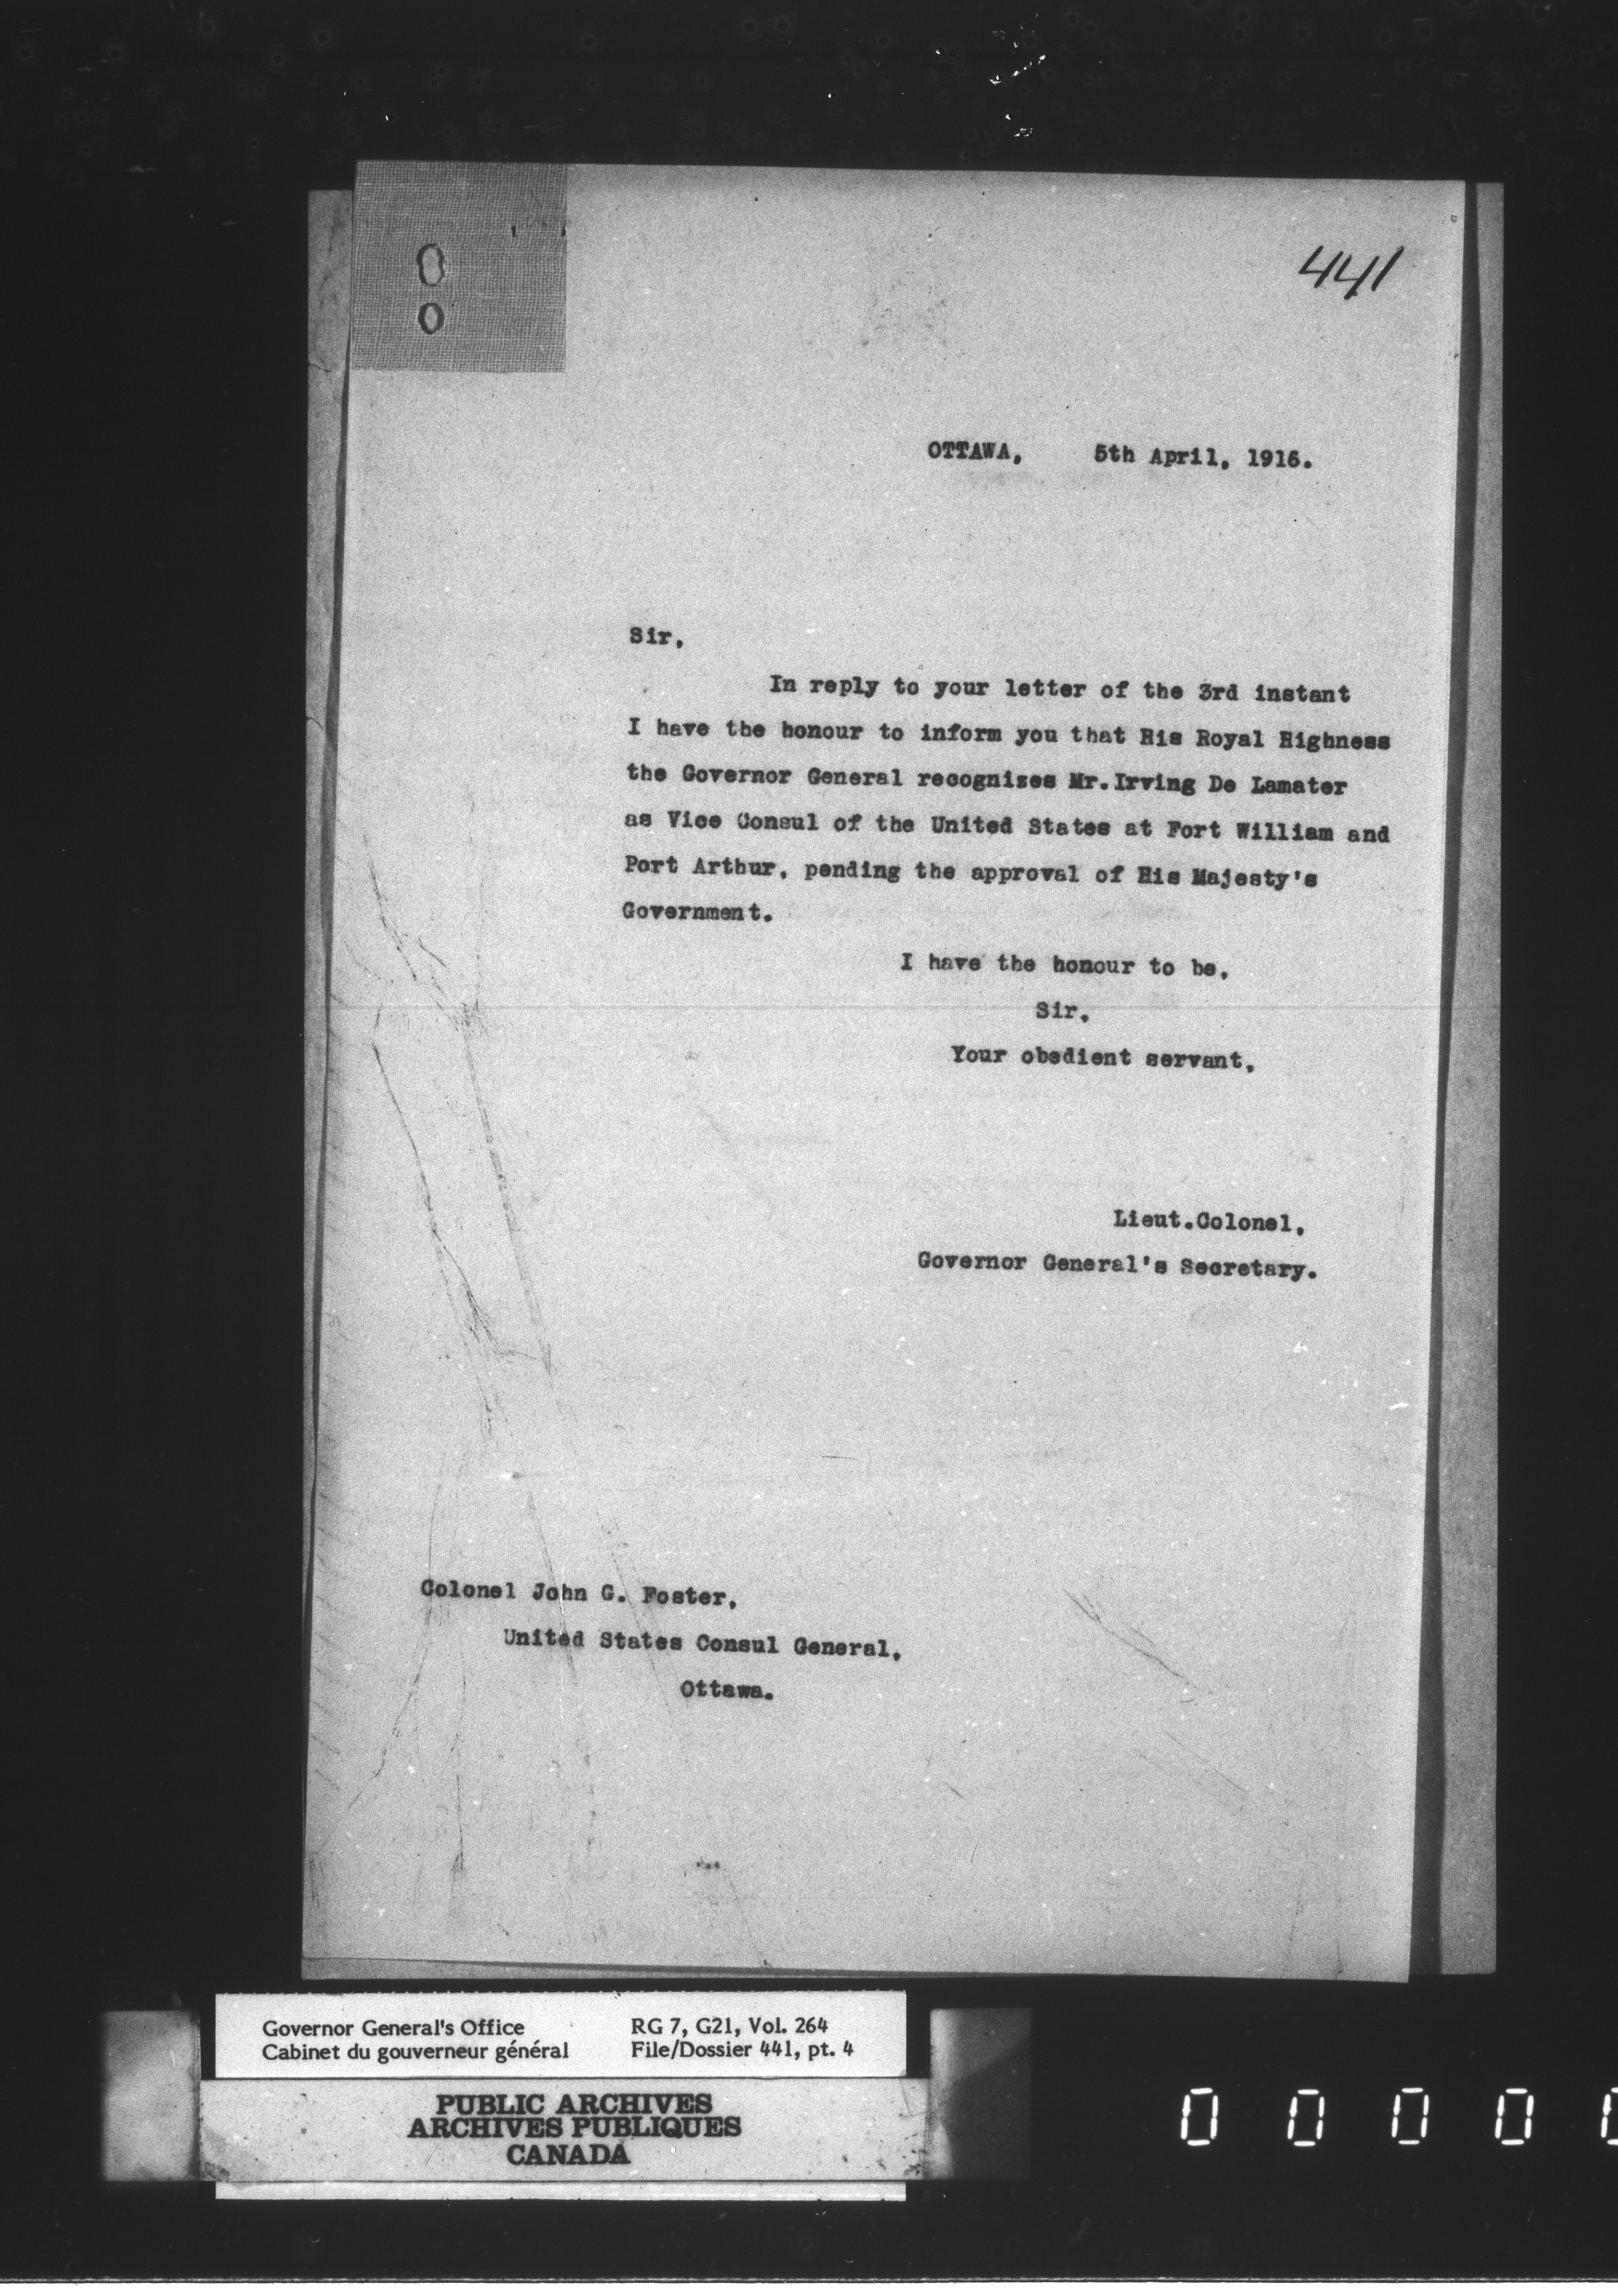 441
OTTAWA, 5th April, 1916.
Sir,
In reply to your letter of the 3rd instant
I have the honour to inform you that His Royal Highness
the Governor General recognizes Mr.Irving De Lamater
as Vice Consul of the United States at Fort William and
Port Arthur, pending the approval of His Majesty's
Government.
I have the honour to be,
Sir,
Your obedient servant,
Lieut.Colonel,
Governor General's Secretary.
Colonel John G. Foster,
United States Consul General,
Ottawa.
Governor General's Office RG 7, G21, Vol. 264
Cabinet du gouverneur général File/Dossier 441, pt. 4
PUBLIC ARCHIVES
ARCHIVES PUBLIQUES
CANADA
0 0 0 0